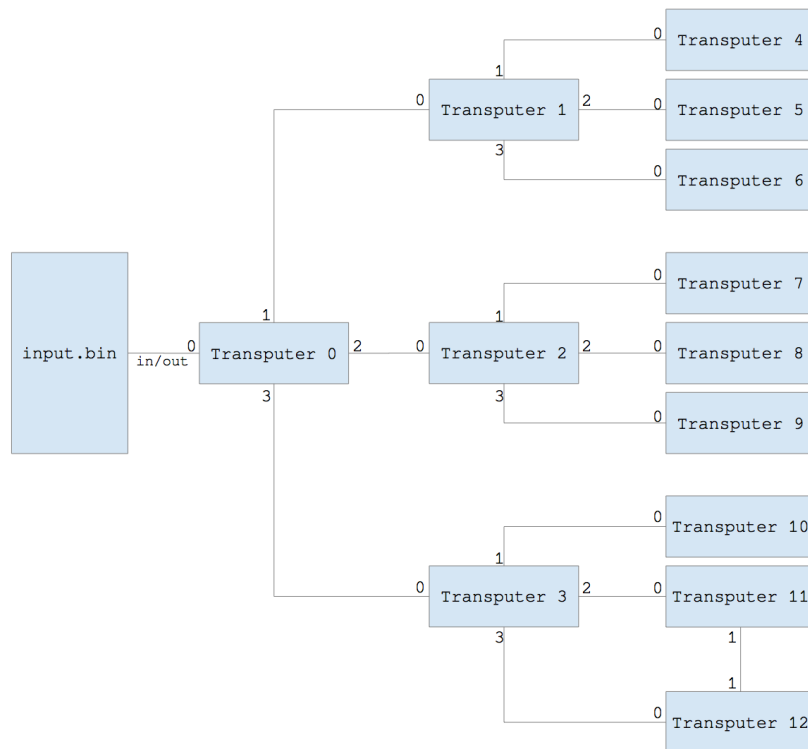 0 Transputer 4
1
0 Transputer 1 2 0 Transputer 5
3
0 Transputer 6
0 Transputer 7
1 1
input.bin 0 Transputer 0 2 0 Transputer 2 2 0 Transputer 8
in/out
3 3
0 Transputer 9
0 Transputer 10
1
0 Transputer 3 2 0 Transputer 11
3 1
1
0 Transputer 12